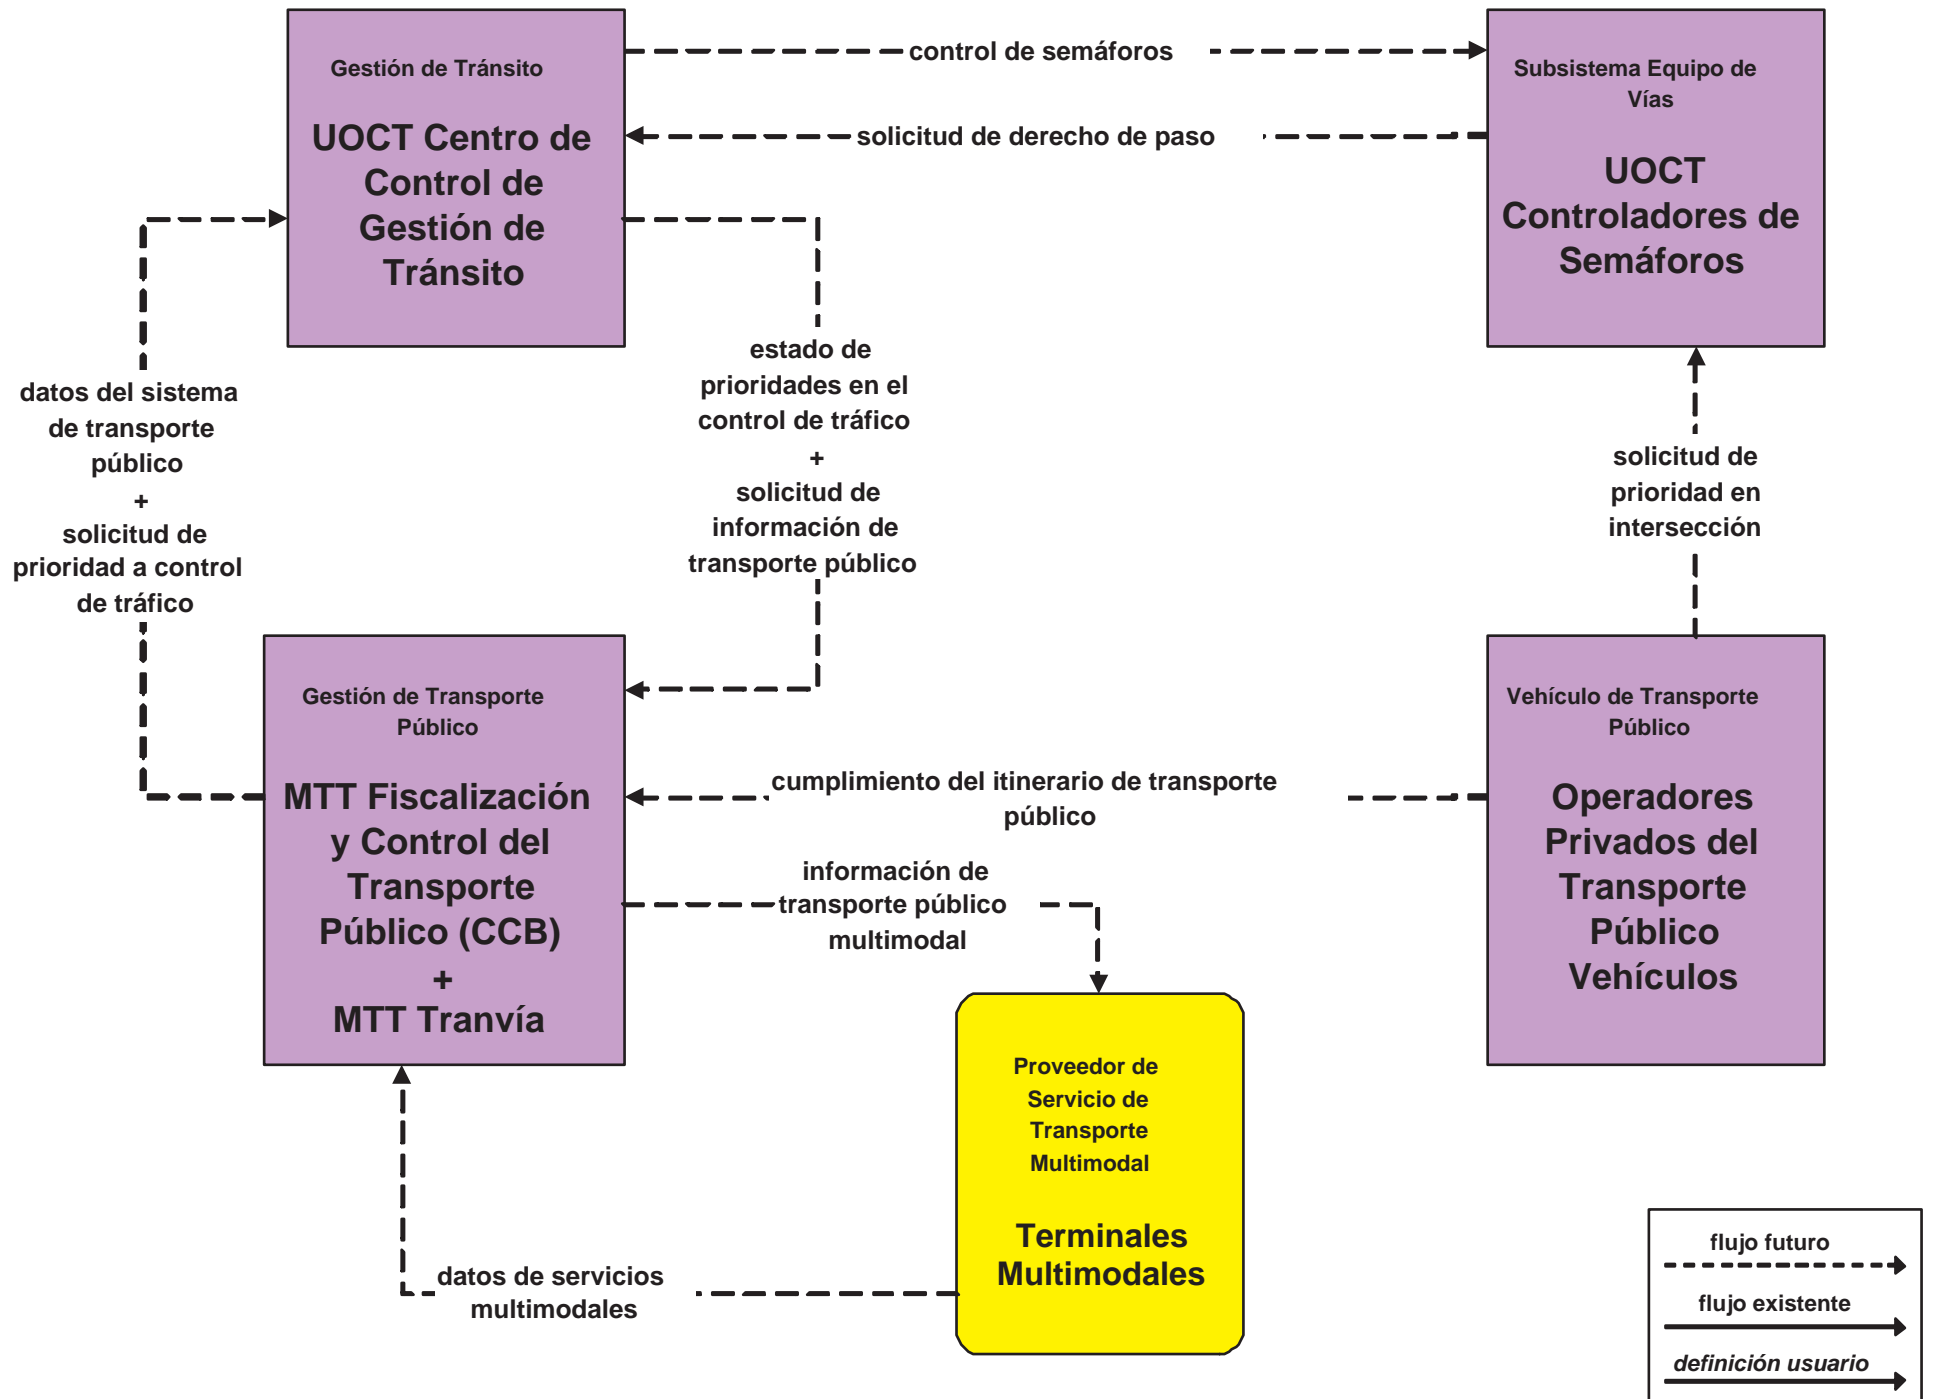 Gestión de Tránsito
UOCT Centro de
Control de
Gestión de
Tránsito
control de semáforos
solicitud de derecho de paso
Subsistema Equipo de
Vías
UOCT
Controladores de
Semáforos
datos del sistema
de transporte
público
+
solicitud de
prioridad a control
de tráfico
estado de
prioridades en el
control de tráfico
+
solicitud de
información de
transporte público
solicitud de
prioridad en
intersección
Gestión de Transporte
Público
MTT Fiscalización
y Control del
Transporte
Público (CCB)
+
MTT Tranvía
cumplimiento del itinerario de transporte
público
información de
transporte público
multimodal
Vehículo de Transporte
Público
Operadores
Privados del
Transporte
Público
Vehículos
Proveedor de
Servicio de
Transporte
Multimodal
Terminales
Multimodales
datos de servicios
multimodales
flujo futuro
flujo existente
definición usuario